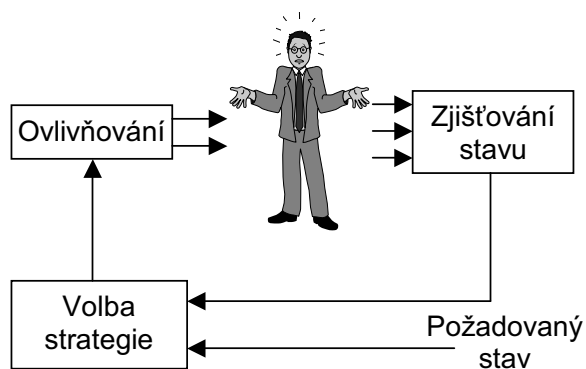 Ovlivňování
Zjišťování
stavu
Volba
strategie
Požadovaný
stav